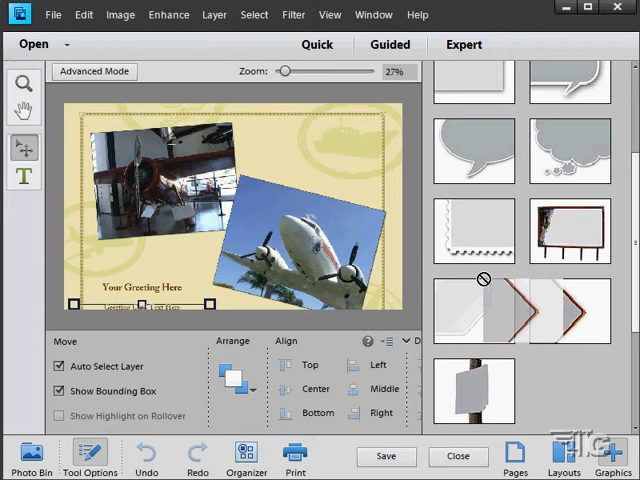 File Edit Image Enhance Layer Select Filter View Window Help
Open Quick Guided Expert
Advanced Mode Zoom: 27%
Your Greeting Here
Move Arrange Align
Auto Select Layer Top Left
Show Bounding Box Center Middle
Show Highlight on Rollover Bottom Right
Photo Bin Tool Options Undo Redo Organizer Print Save Close Pages Layouts Graphics